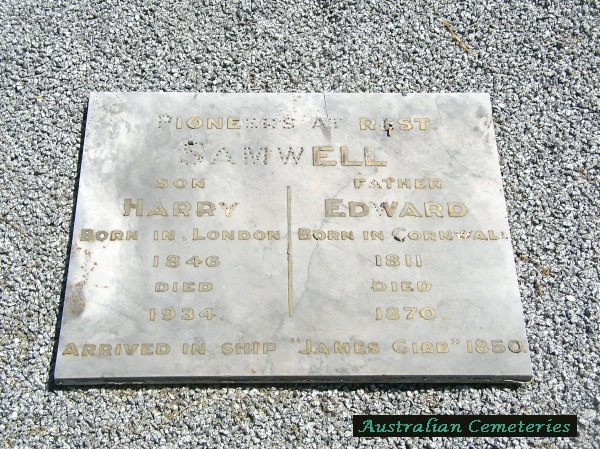 PIONEERS AT REST.
SAMWELL
SON
HARRY
BORN IN LONDON
1846
DIED
1934.
FATHER
EDWARD
BORN IN CORNWALL
1811
DIED
1870.
ARRIVED IN SHIP "JAMES GIBB" 1850.
Australian Cemeteries